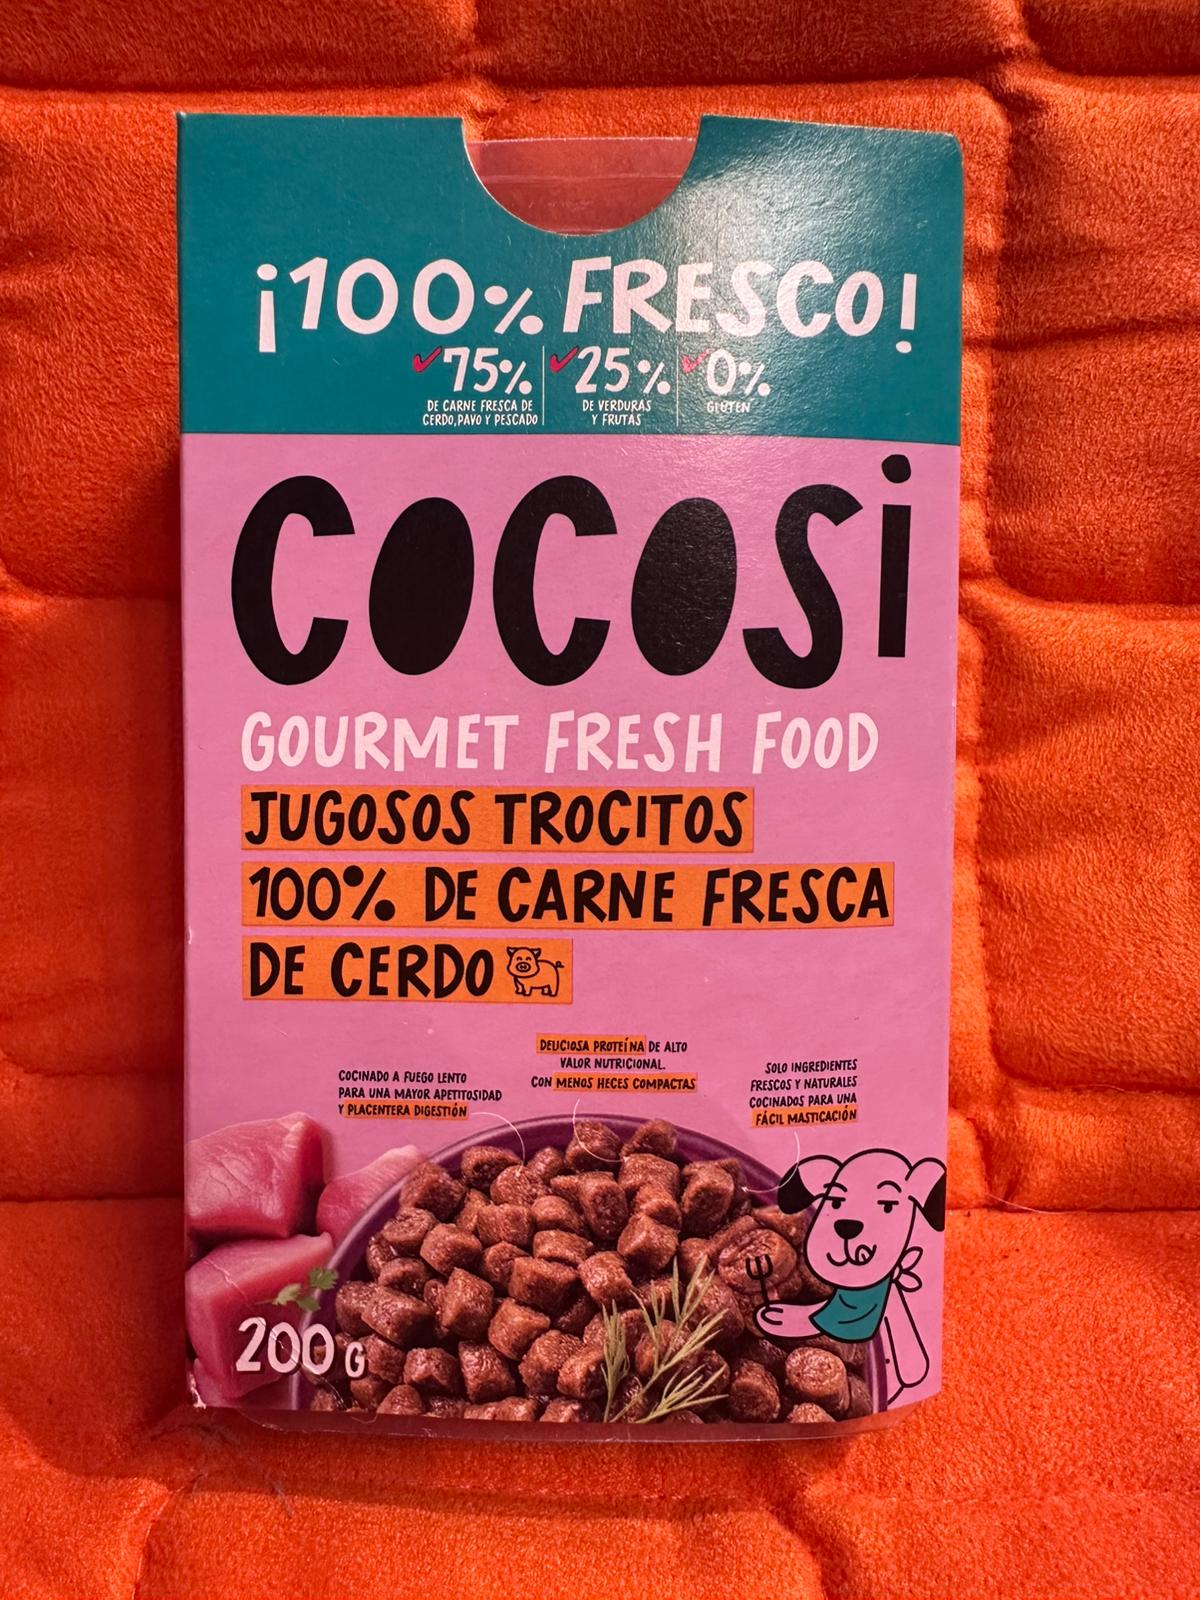 ¡100% FRESCO!
75% 25% 0%
DE CARNE FRESCA DE DE VERDURAS GLUTEN
CERDO, PAVO Y PESCADO Y FRUTAS
COCOSi
GOURMET FRESH FOOD
JUGOSOS TROCITOS
100% DE CARNE FRESCA
DE CERDO
DELICIOSA PROTEÍNA DE ALTO
VALOR NUTRICIONAL.
CON MENOS HECES COMPACTAS
COCINADO A FUEGO LENTO
PARA UNA MAYOR APETITOSIDAD
Y PLACENTERA DIGESTIÓN
SOLO INGREDIENTES
FRESCOS Y NATURALES
COCINADOS PARA UNA
FÁCIL MASTICACIÓN
200 G